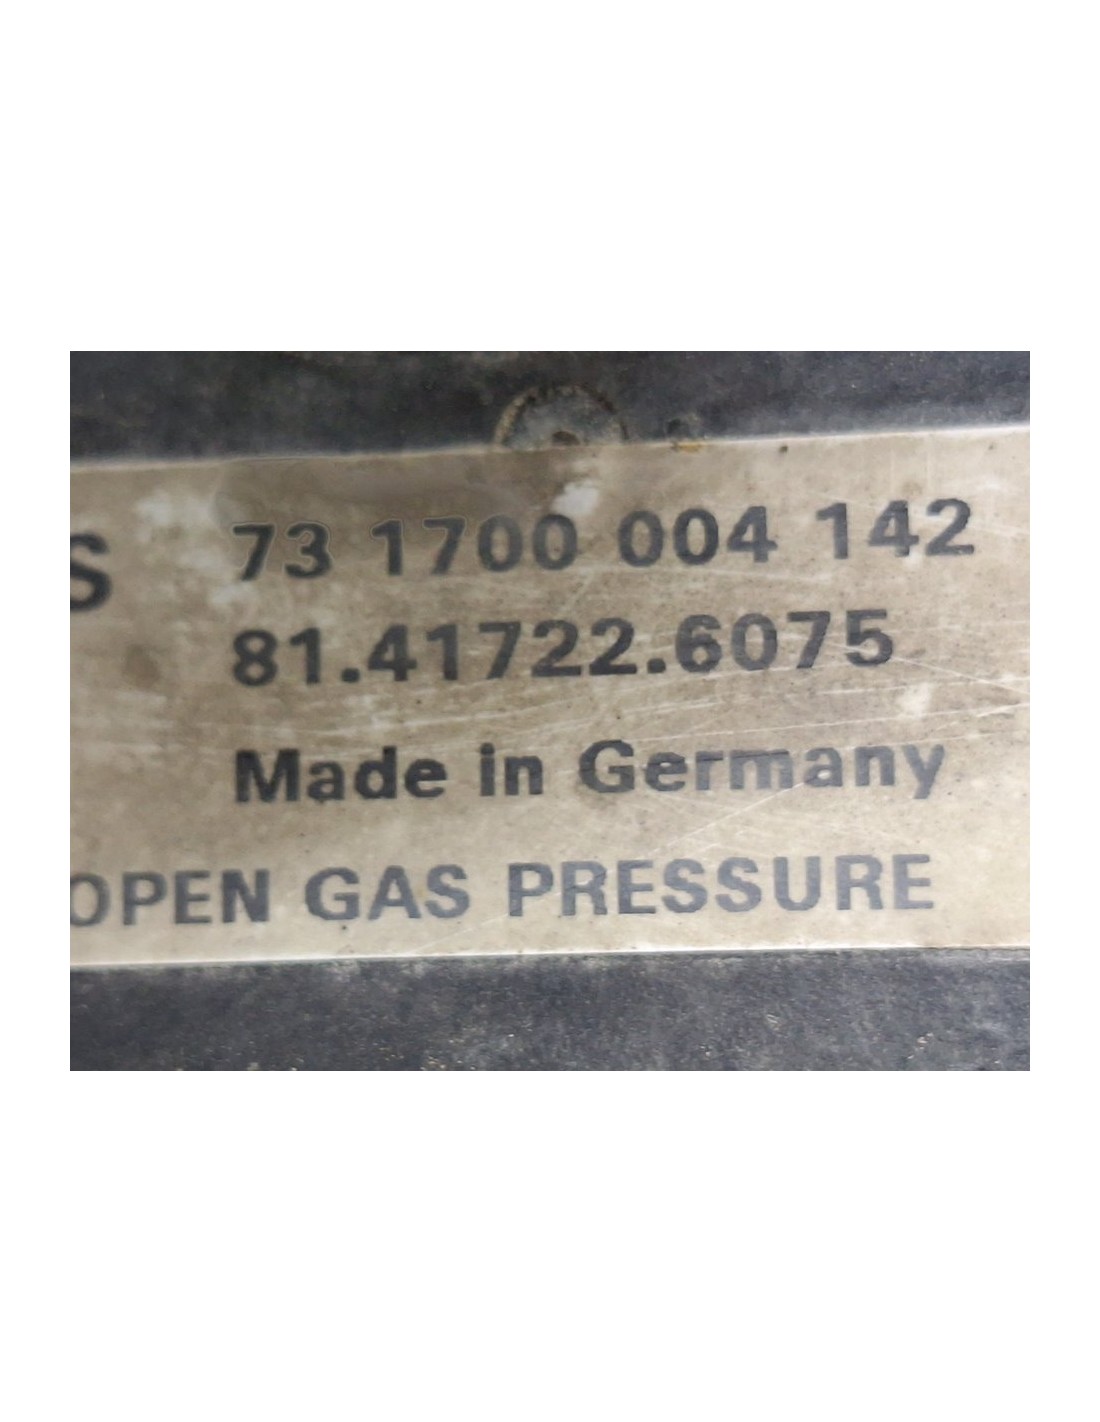 S 73 1700 004 142
81.41722.6075
Made in Germany
OPEN GAS PRESSURE